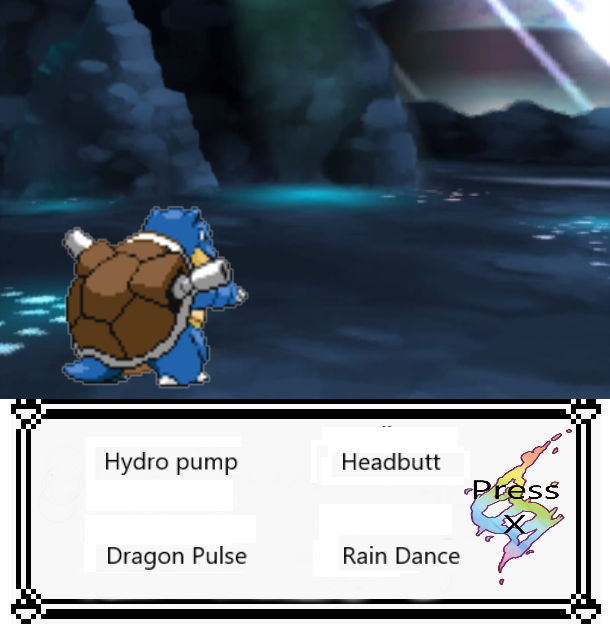 Hydro pump
Headbutt
Dragon Pulse
Rain Dance
Press
X